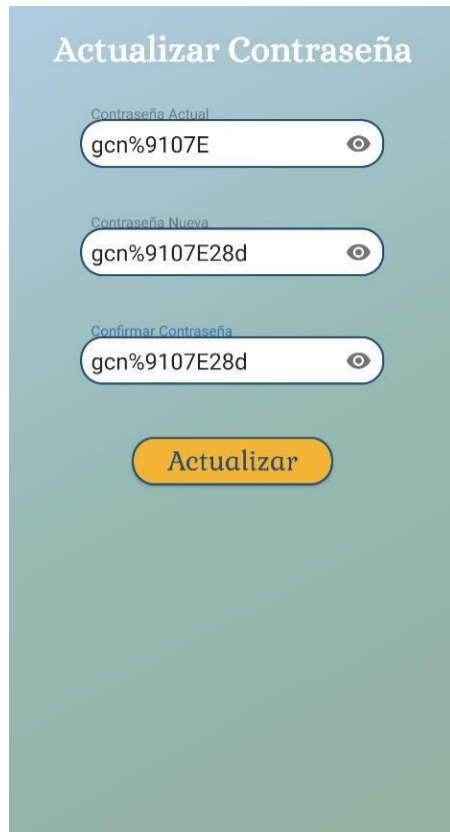 Actualizar Contraseña
Contraseña Actual
gcn%9107E
Contraseña Nueva
gcn%9107E28d
Confirmar Contraseña
gcn%9107E28d
Actualizar